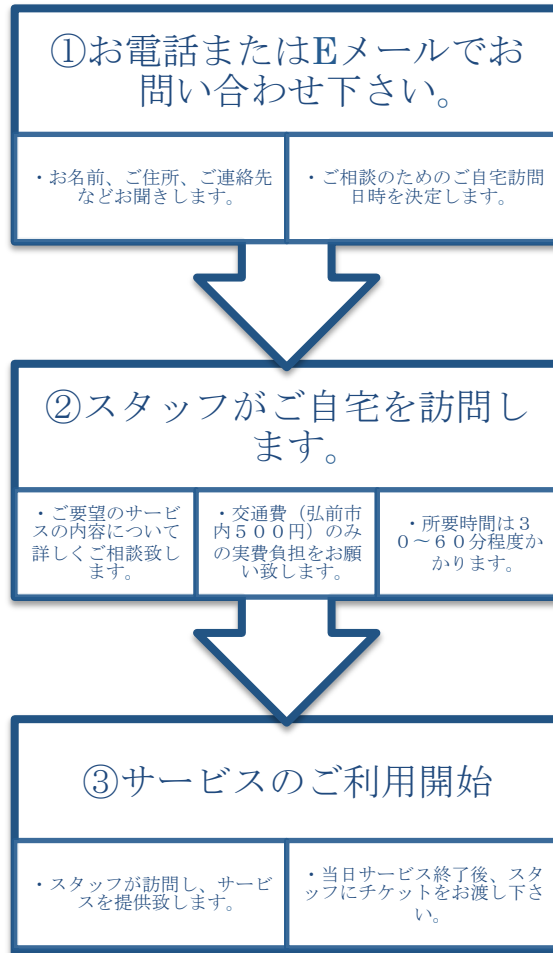 ①お電話またはEメールでお
問い合わせ下さい。
・お名前、ご住所、ご連絡先
などお聞きします。
・ご相談のためのご自宅訪問
日時を決定します。
②スタッフがご自宅を訪問し
ます。
・ご要望のサービ
スの内容について
詳しくご相談致し
ます。
・交通費（弘前市
内５００円）のみ
の実費負担をお願
い致します。
・所要時間は３
０～６０分程度か
かります。
③サービスのご利用開始
・スタッフが訪問し、サービ
スを提供致します。
・当日サービス終了後、スタ
ッフにチケットをお渡し下さ
い。